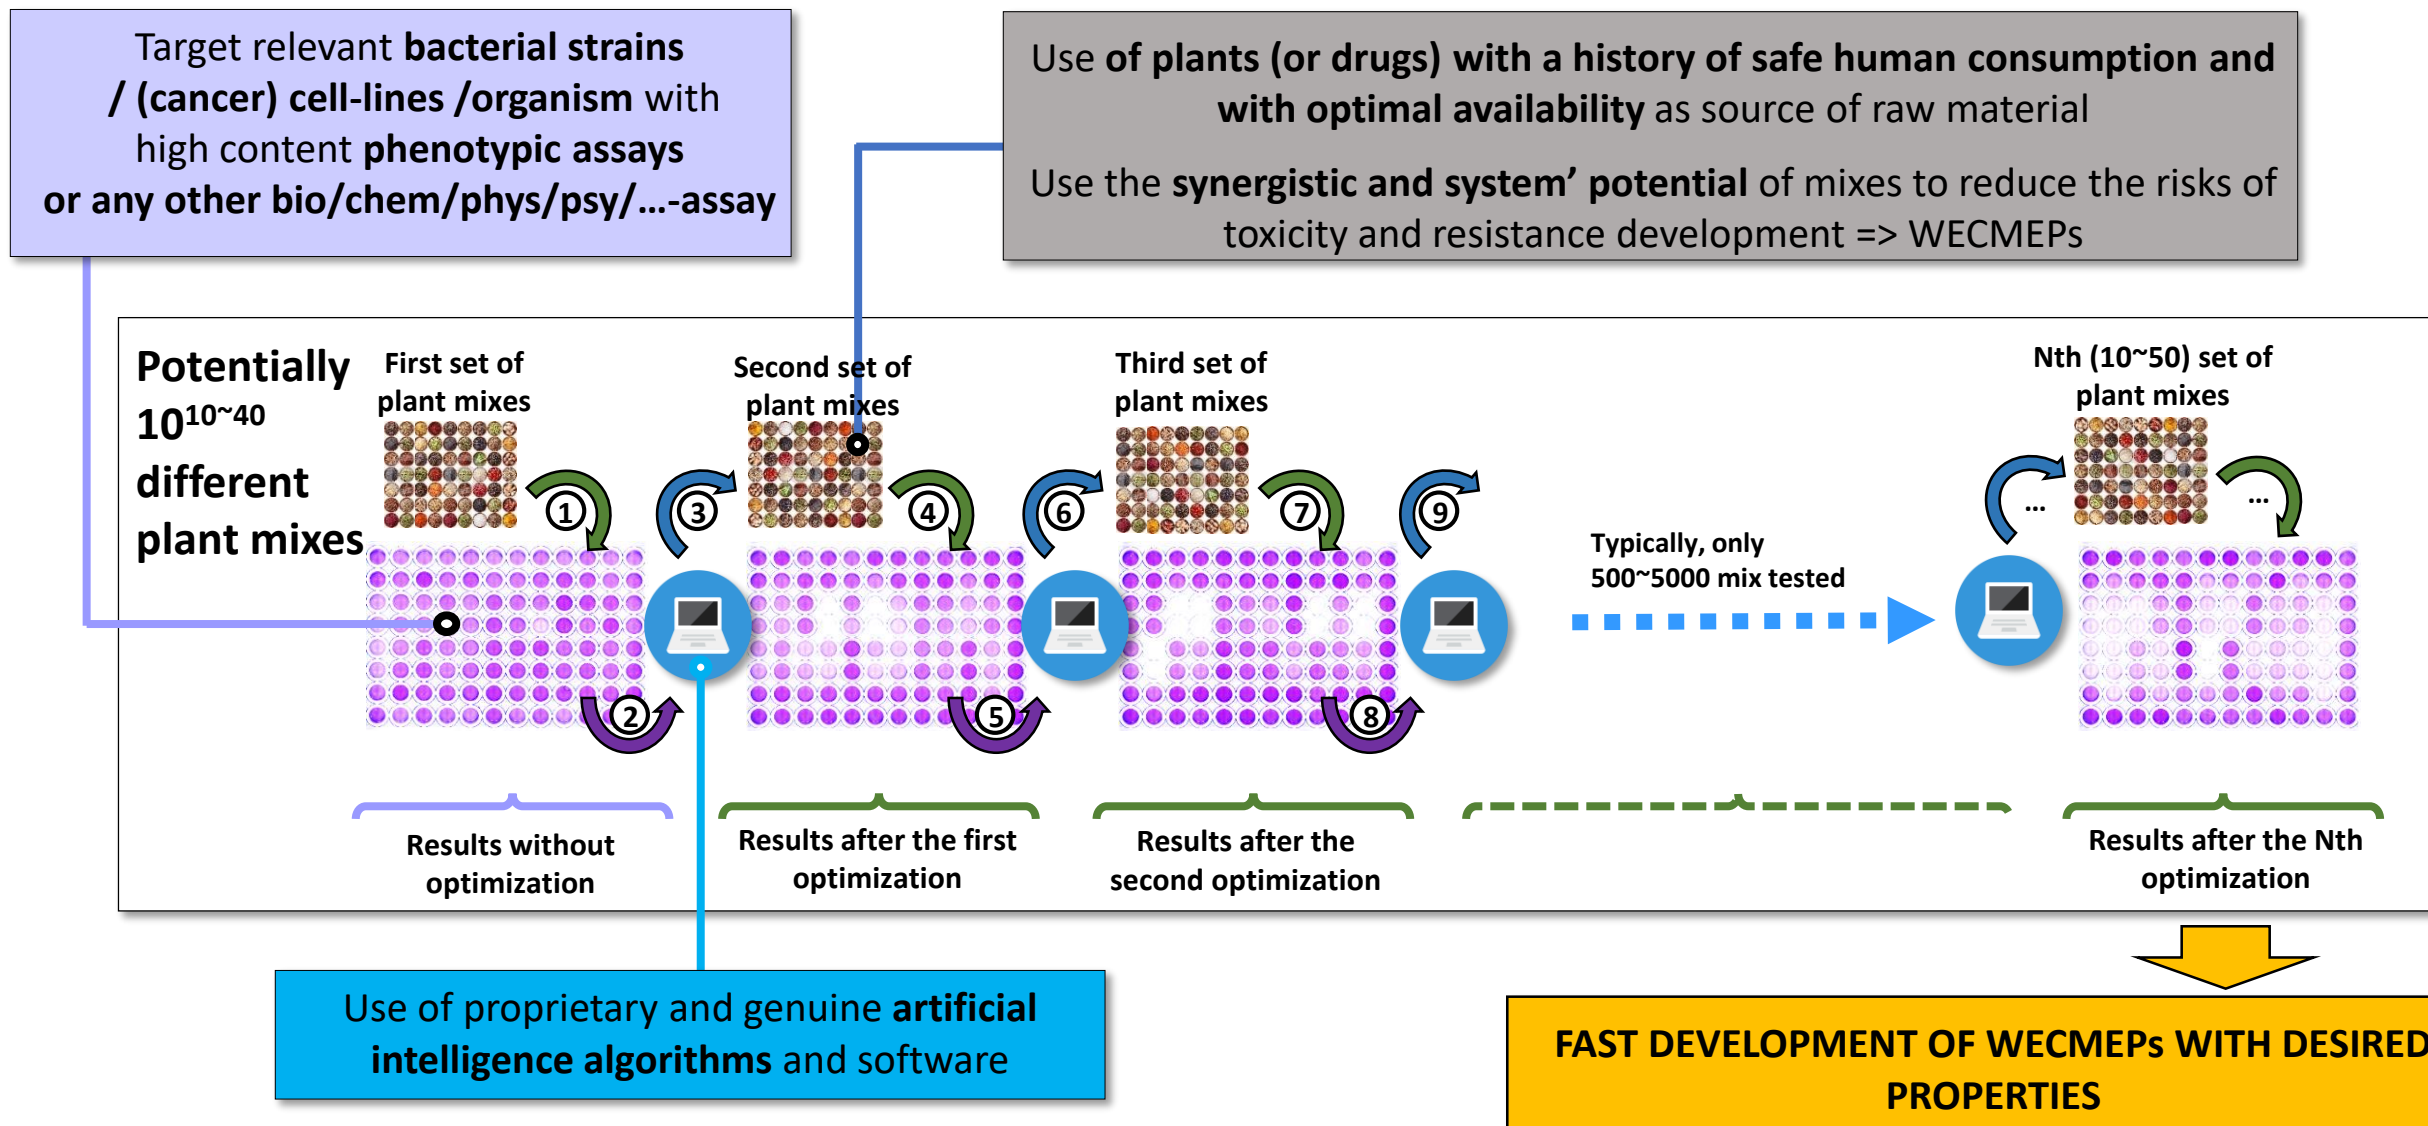 Target relevant bacterial strains
/ (cancer) cell-lines /organism with
high content phenotypic assays
or any other bio/chem/phys/psy/…-assay
Use of plants (or drugs) with a history of safe human consumption and
with optimal availability as source of raw material
Use the synergistic and system’ potential of mixes to reduce the risks of
toxicity and resistance development => WECMEPs
Potentially
10^10~40
different
plant mixes
First set of
plant mixes
Second set of
plant mixes
Third set of
plant mixes
Nth (10~50) set of
plant mixes
1
3
4
6
7
9
...
...
Typically, only
500~5000 mix tested
2
5
8
Results without
optimization
Results after the first
optimization
Results after the
second optimization
Results after the Nth
optimization
Use of proprietary and genuine artificial
intelligence algorithms and software
FAST DEVELOPMENT OF WECMEPs WITH DESIRED
PROPERTIES